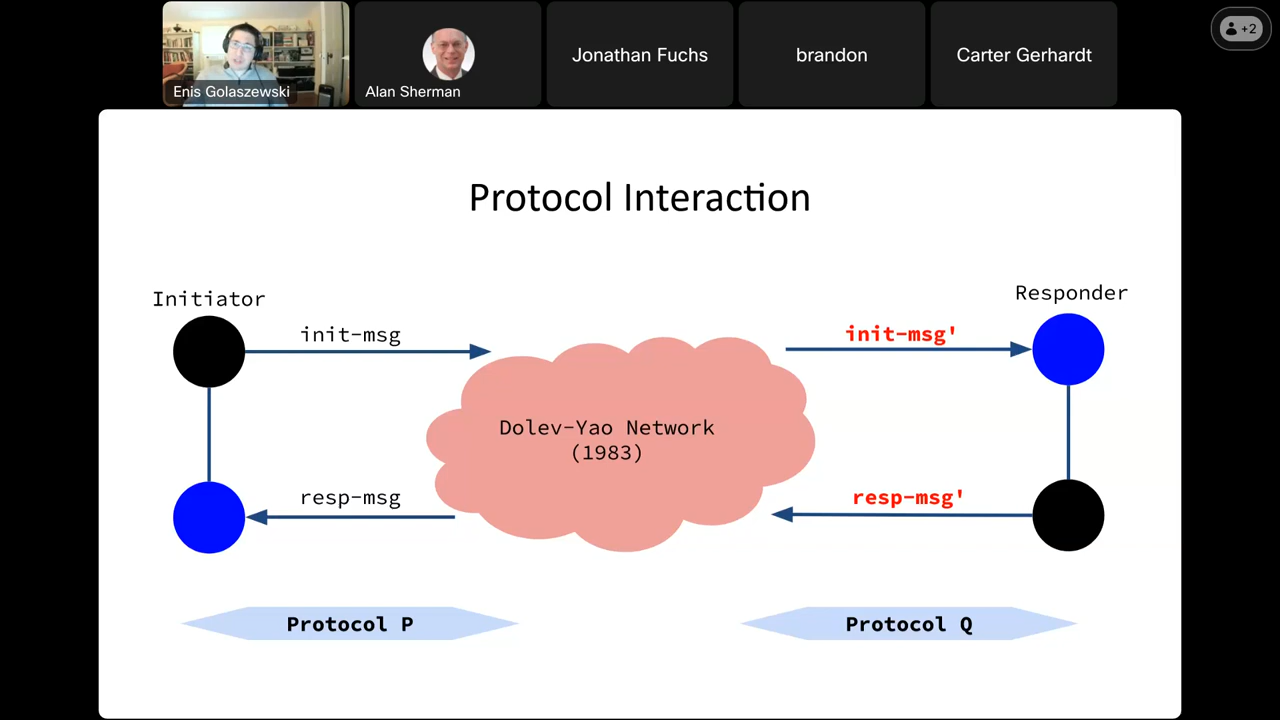 Enis Golaszewski
Alan Sherman
Jonathan Fuchs
brandon
Carter Gerhardt
+2
Protocol Interaction
Initiator
Responder
init-msg
init-msg'
Dolev-Yao Network
(1983)
resp-msg
resp-msg'
Protocol P
Protocol Q